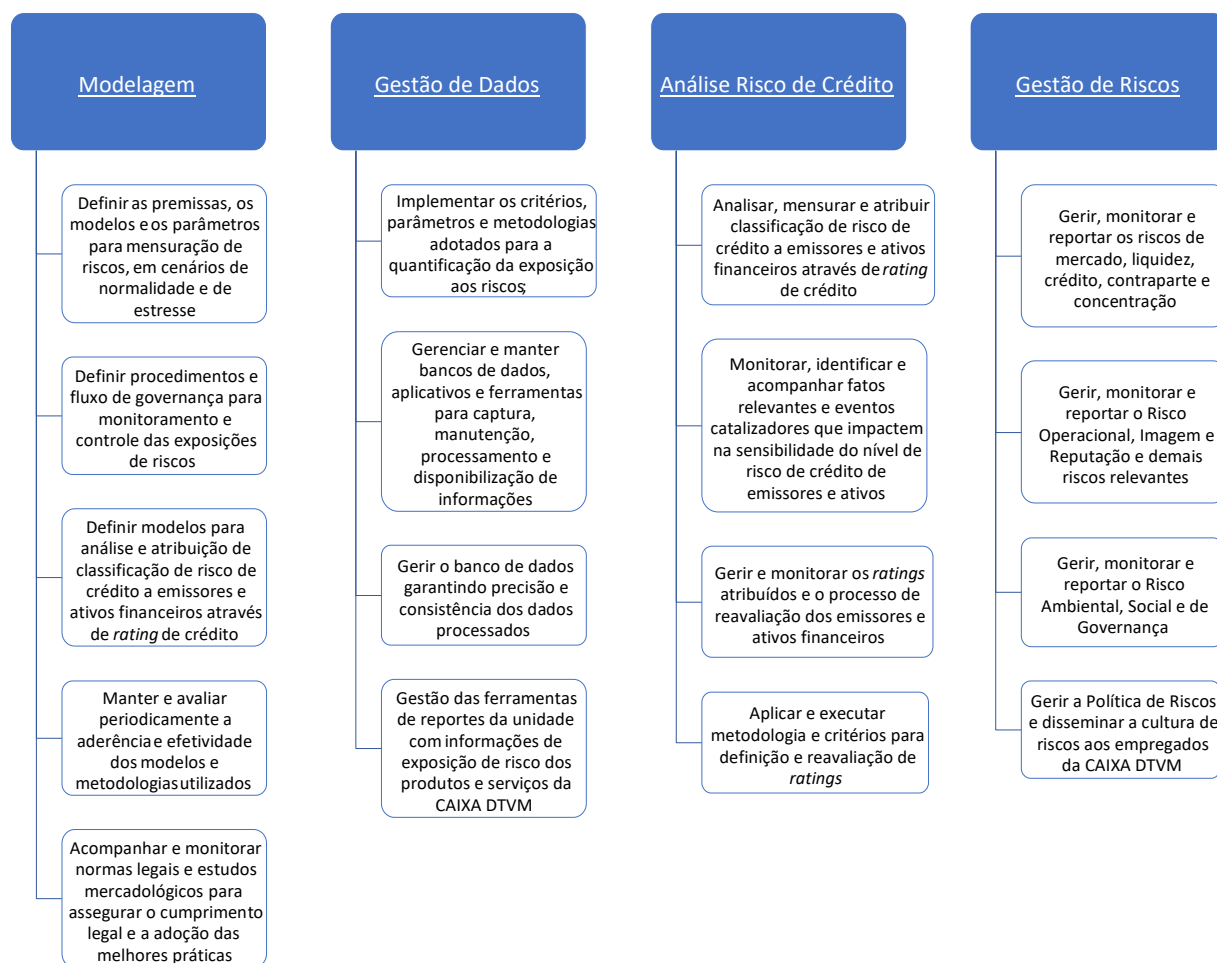 Modelagem
Definir as premissas, os
modelos e os parâmetros
para mensuração de
riscos, em cenários de
normalidade e de
estresse
Definir procedimentos e
fluxo de governança para
monitoramento e
controle das exposições
de riscos
Definir modelos para
análise e atribuição de
classificação de risco de
crédito a emissores e
ativos financeiros através
de rating de crédito
Manter e avaliar
periodicamente a
aderência e efetividade
dos modelos e
metodologias utilizados
Acompanhar e monitorar
normas legais e estudos
mercadológicos para
assegurar o cumprimento
legal e a adoção das
melhores práticas
Gestão de Dados
Implementar os critérios,
parâmetros e metodologias
adotados para a
quantificação da exposição
aos riscos;
Gerenciar e manter
bancos de dados,
aplicativos e ferramentas
para captura,
manutenção,
processamento e
disponibilização de
informações
Gerir o banco de dados
garantindo precisão e
consistência dos dados
processados
Gestão das ferramentas
de reportes da unidade
com informações de
exposição de risco dos
produtos e serviços da
CAIXA DTVM
Análise Risco de Crédito
Analisar, mensurar e atribuir
classificação de risco de
crédito a emissores e ativos
financeiros através de rating
de crédito
Monitorar, identificar e
acompanhar fatos
relevantes e eventos
catalizadores que impactem
na sensibilidade do nível de
risco de crédito de
emissores e ativos
Gerir e monitorar os ratings
atribuídos e o processo de
reavaliação dos emissores e
ativos financeiros
Aplicar e executar
metodologia e critérios para
definição e reavaliação de
ratings
Gestão de Riscos
Gerir, monitorar e
reportar os riscos de
mercado, liquidez,
crédito, contraparte e
concentração
Gerir, monitorar e
reportar o Risco
Operacional, Imagem e
Reputação e demais
riscos relevantes
Gerir, monitorar e
reportar o Risco
Ambiental, Social e de
Governança
Gerir a Política de Riscos
e disseminar a cultura de
riscos aos empregados
da CAIXA DTVM